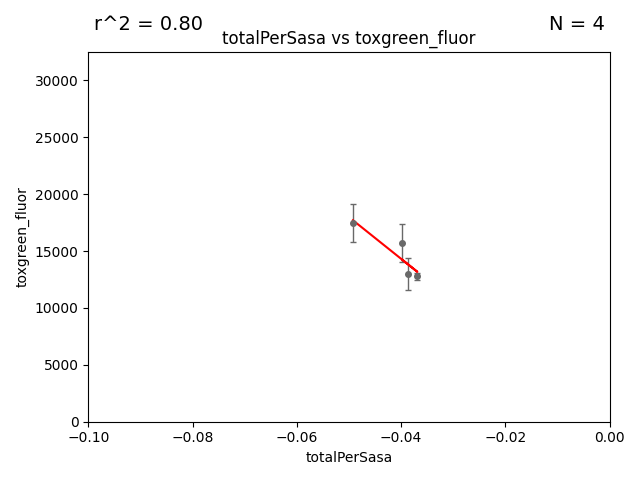 r^2 = 0.80
N = 4
totalPerSasa vs toxgreen_fluor
30000
25000
20000
15000
10000
5000
0
toxgreen_fluor
−0.10
−0.08
−0.06
−0.04
−0.02
0.00
totalPerSasa